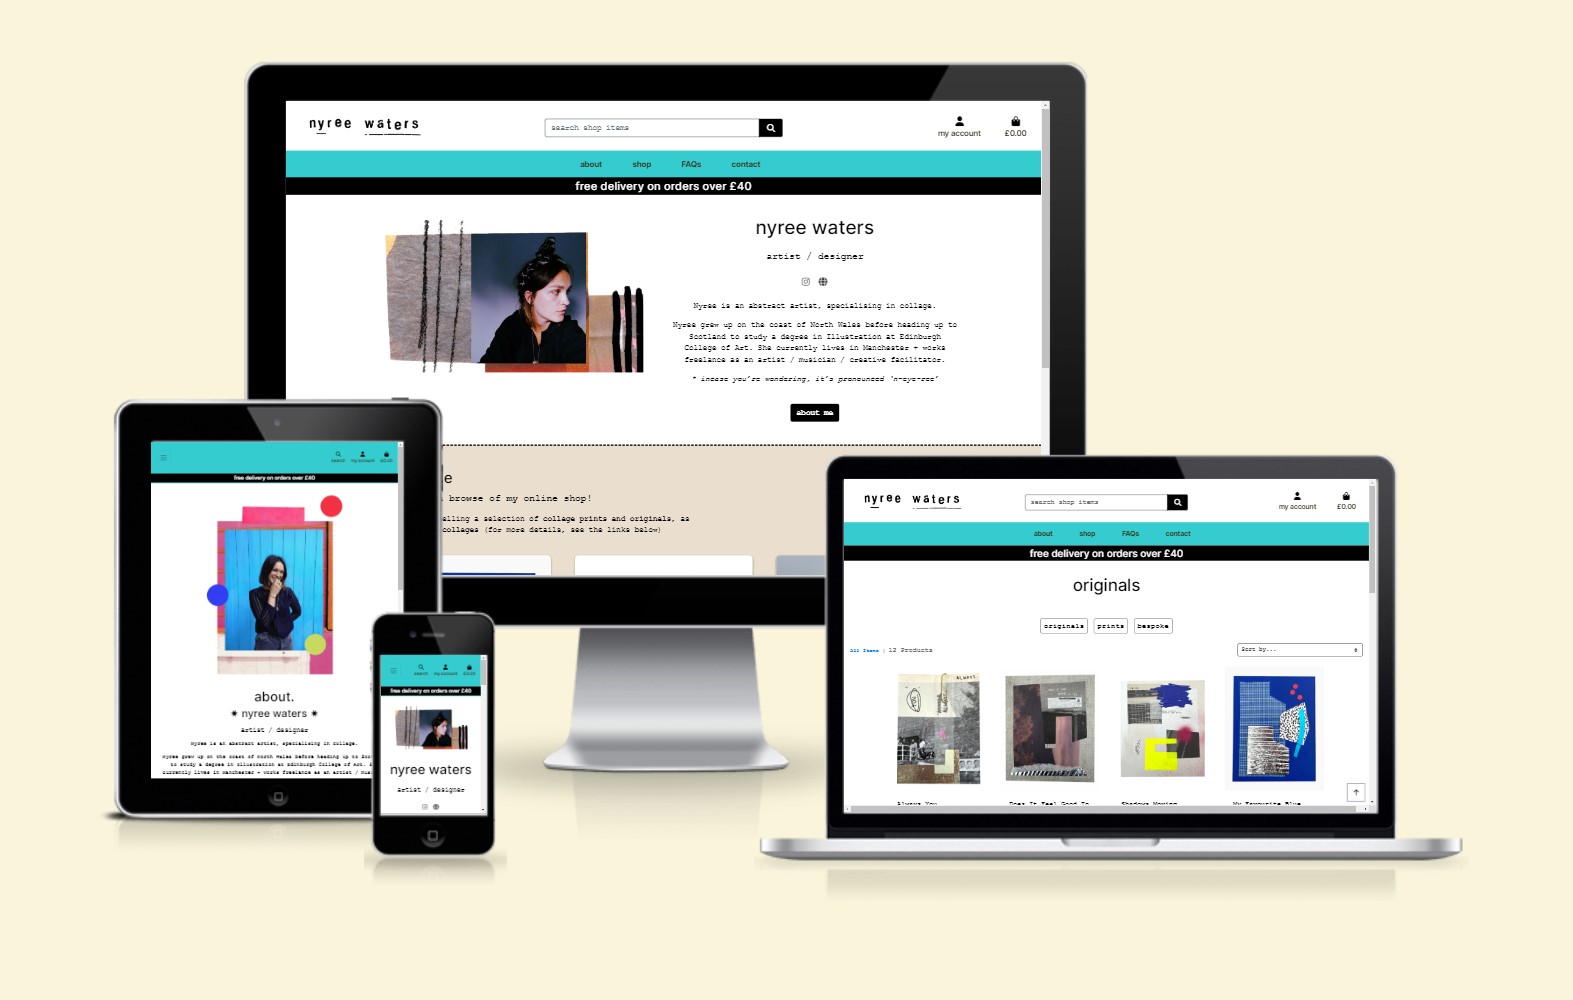 nyree waters
search shop items
my account
£0.00
about
shop
FAQs
contact
free delivery on orders over £40
nyree waters
artist / designer
Nyree is an abstract artist, specialising in collage.
Nyree grew up on the coast of North Wales before heading up to
Scotland to study a degree in Illustration at Edinburgh
College of Art. She currently lives in Manchester + works
freelance as an artist / musician / creative facilitator.
* incase you're wondering, it's pronounced 'n-eye-ree'
about me
browse of my online shop!
elling a selection of collage prints and originals, as
collages (for more details, see the links below)
search
my account
£0.00
free delivery on orders over £40
about.
✷ nyree waters ✷
artist / designer
Nyree is an abstract artist, specialising in collage.
Nyree grew up on the coast of North Wales before heading up to
to study a degree in Illustration at Edinburgh College of Art.
currently lives in Manchester + works freelance as an artist /
search
my account
£0.00
free delivery on orders over £40
nyree waters
artist / designer
nyree waters
search shop items
my account
£0.00
about
shop
FAQs
contact
free delivery on orders over £40
originals
originals
prints
bespoke
All Items | 12 Products
Sort by...
ALWAYS
Always You
Does It Feel Good To
Shadows Moving
My Favourite Blue